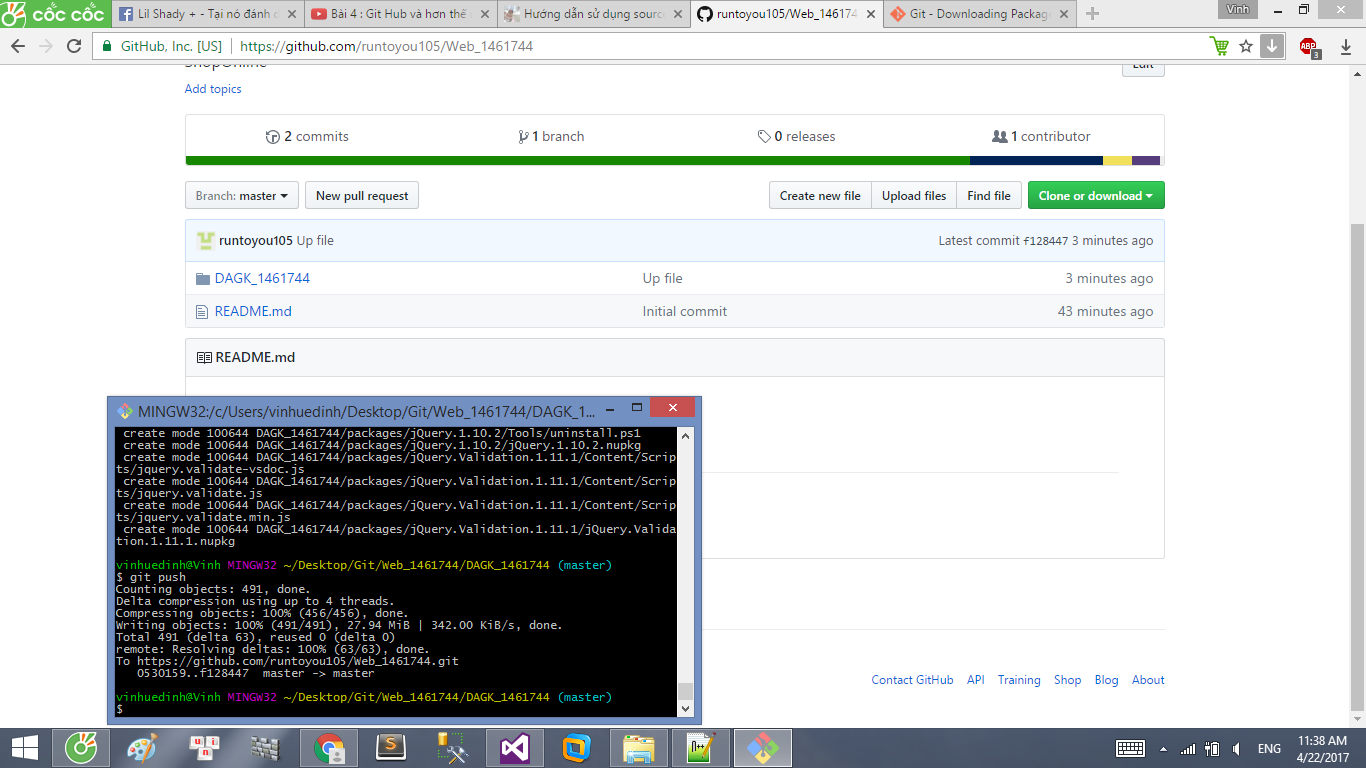 cốc cốc
Lil Shady + - Tại nó đánh
Bài 4 : Git Hub và hơn thế
Hướng dẫn sử dụng source
runtoyou105/Web_146174
Git - Downloading Package
Vinh
GitHub, Inc. [US]
https://github.com/runtoyou105/Web_1461744
ABP
3
ShopOnline
Edit
Add topics
2 commits
1 branch
0 releases
1 contributor
Branch: master
New pull request
Create new file
Upload files
Find file
Clone or download
runtoyou105 Up file
Latest commit f128447 3 minutes ago
DAGK_1461744
Up file
3 minutes ago
README.md
Initial commit
43 minutes ago
README.md
MINGW32:/c/Users/vinhuedinh/Desktop/Git/Web_1461744/DAGK_1...
create mode 100644 DAGK_1461744/packages/jQuery.1.10.2/Tools/uninstall.ps1
create mode 100644 DAGK_1461744/packages/jQuery.1.10.2/jQuery.1.10.2.nupkg
create mode 100644 DAGK_1461744/packages/jQuery.Validation.1.11.1/Content/Scrip
ts/jquery.validate-vsdoc.js
create mode 100644 DAGK_1461744/packages/jQuery.Validation.1.11.1/Content/Scrip
ts/jquery.validate.js
create mode 100644 DAGK_1461744/packages/jQuery.Validation.1.11.1/Content/Scrip
ts/jquery.validate.min.js
create mode 100644 DAGK_1461744/packages/jQuery.Validation.1.11.1/jQuery.Valida
tion.1.11.1.nupkg
vinhuedinh@Vinh MINGW32 ~/Desktop/Git/Web_1461744/DAGK_1461744 (master)
$ git push
Counting objects: 491, done.
Delta compression using up to 4 threads.
Compressing objects: 100% (456/456), done.
Writing objects: 100% (491/491), 27.94 MiB | 342.00 KiB/s, done.
Total 491 (delta 63), reused 0 (delta 0)
remote: Resolving deltas: 100% (63/63), done.
To https://github.com/runtoyou105/Web_1461744.git
0530159..f128447 master -> master
vinhuedinh@Vinh MINGW32 ~/Desktop/Git/Web_1461744/DAGK_1461744 (master)
$
Contact GitHub
API
Training
Shop
Blog
About
ENG
11:38 AM
4/22/2017